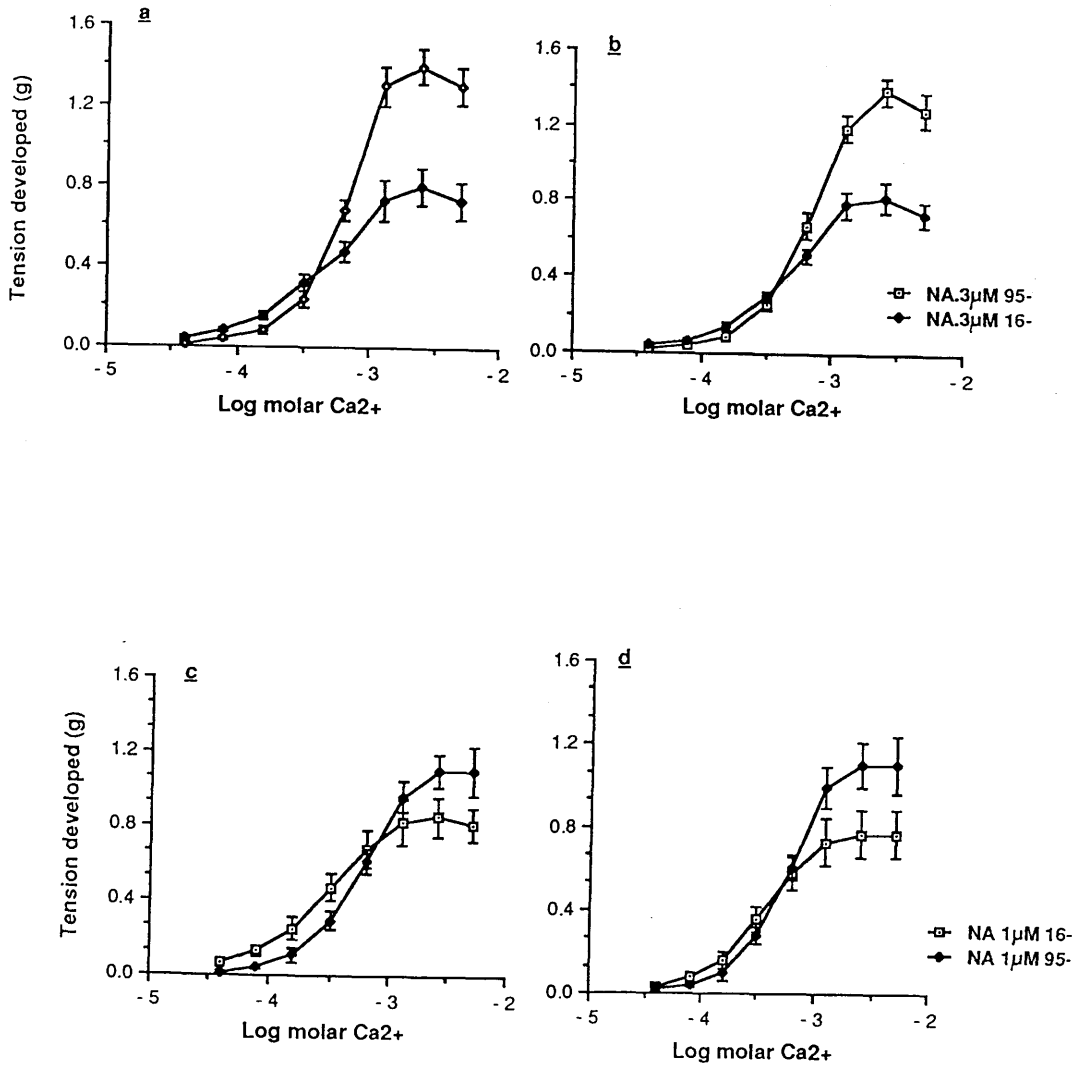 a
1.6
1.2
0.8
0.4
0.0
Tension developed (g)
- 5
- 4
- 3
- 2
Log molar Ca2+
b
1.6
1.2
0.8
0.4
0.0
- 5
- 4
- 3
- 2
Log molar Ca2+
NA.3µM 95-
NA.3µM 16-
c
1.6
1.2
0.8
0.4
0.0
Tension developed (g)
- 5
- 4
- 3
- 2
Log molar Ca2+
d
1.6
1.2
0.8
0.4
0.0
- 5
- 4
- 3
- 2
Log molar Ca2+
NA 1µM 16-
NA 1µM 95-